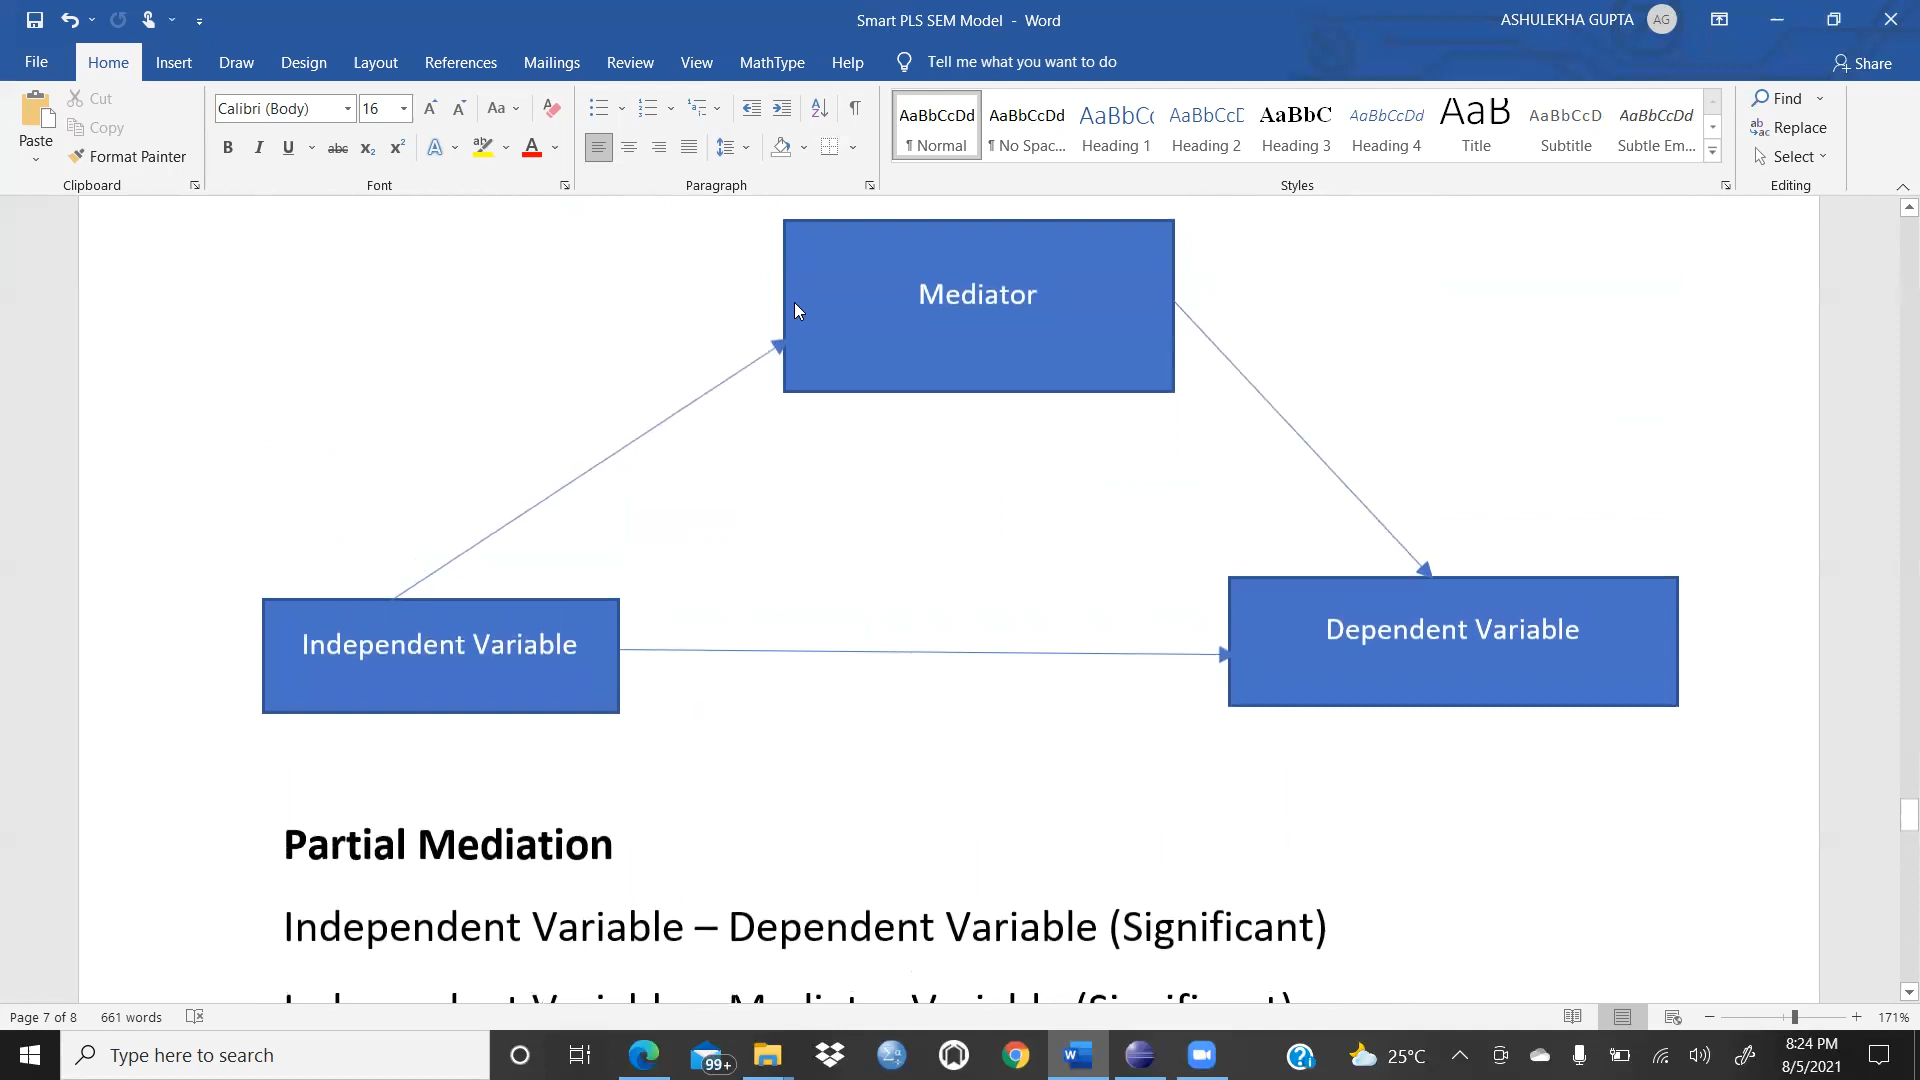 Smart PLS SEM Model - Word
ASHULEKHA GUPTA AG
File Home Insert Draw Design Layout References Mailings Review View MathType Help Tell me what you want to do Share
Paste
Cut
Copy
Format Painter
Clipboard
Calibri (Body) 16
Font
Paragraph
AaBbCcDd AaBbCcDd AaBbCc AaBbCcD AaBbC AaBbCcDd AaB AaBbCcD AaBbCcDd
¶ Normal ¶ No Spac... Heading 1 Heading 2 Heading 3 Heading 4 Title Subtitle Subtle Em...
Styles
Find
Replace
Select
Editing
Mediator
Independent Variable
Dependent Variable
Partial Mediation
Independent Variable – Dependent Variable (Significant)
Page 7 of 8 661 words
171%
Type here to search
99+
25°C
8:24 PM
8/5/2021